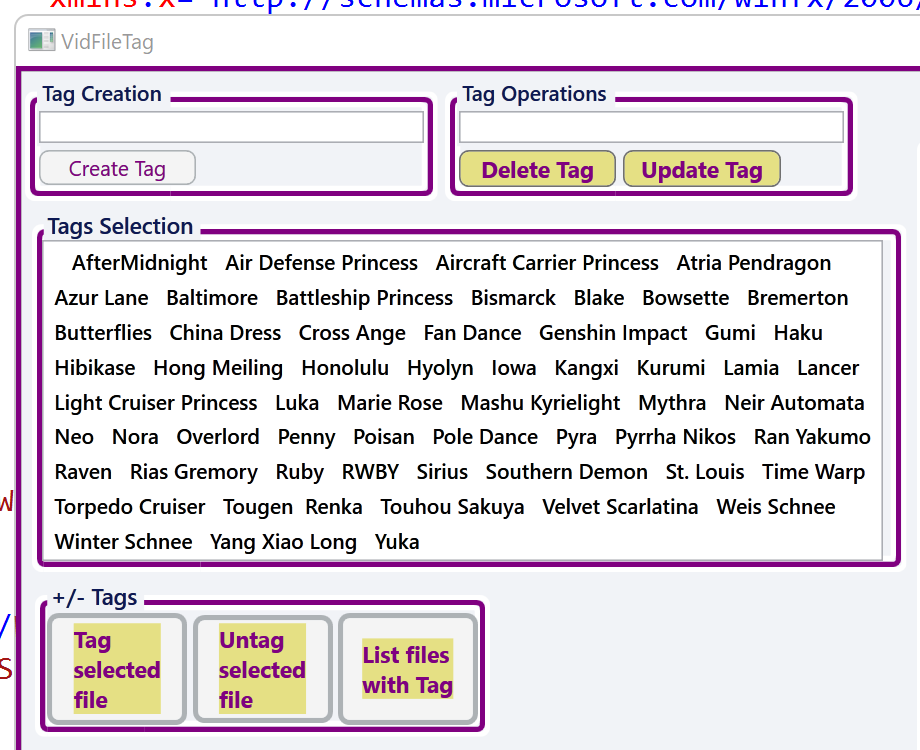 xmlns:x="http://schemas.microsoft.com/winfx/2006/
VidFileTag
Tag Creation
Tag Operations
Create Tag
Delete Tag Update Tag
Tags Selection
AfterMidnight Air Defense Princess Aircraft Carrier Princess Atria Pendragon
Azur Lane Baltimore Battleship Princess Bismarck Blake Bowsette Bremerton
Butterflies China Dress Cross Ange Fan Dance Genshin Impact Gumi Haku
Hibikase Hong Meiling Honolulu Hyolyn Iowa Kangxi Kurumi Lamia Lancer
Light Cruiser Princess Luka Marie Rose Mashu Kyrielight Mythra Neir Automata
Neo Nora Overlord Penny Poisan Pole Dance Pyra Pyrrha Nikos Ran Yakumo
Raven Rias Gremory Ruby RWBY Sirius Southern Demon St. Louis Time Warp
Torpedo Cruiser Tougen Renka Touhou Sakuya Velvet Scarlatina Weis Schnee
Winter Schnee Yang Xiao Long Yuka
+/- Tags
Tag
selected
file
Untag
selected
file
List files
with Tag